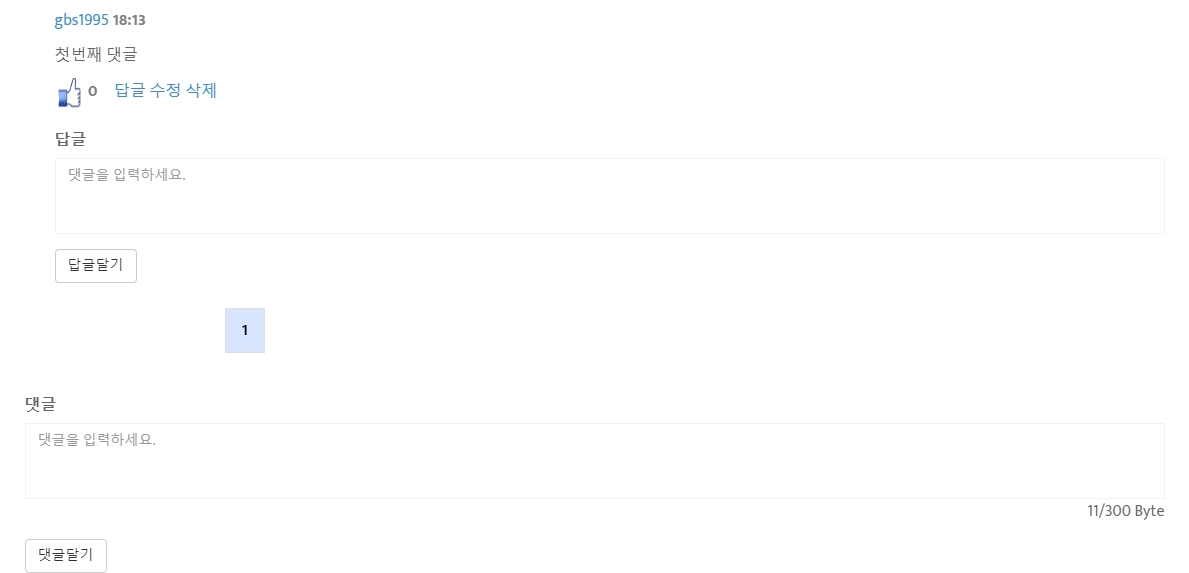 gbs1995 18:13
첫번째 댓글
0 답글 수정 삭제
답글
댓글을 입력하세요.
답글달기
1
댓글
댓글을 입력하세요.
11/300 Byte
댓글달기